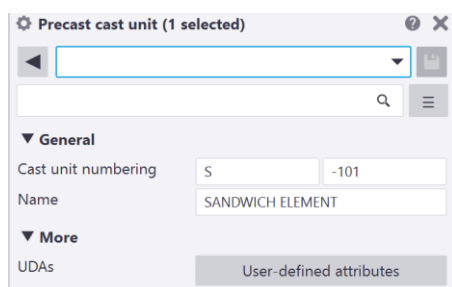 Precast cast unit (1 selected)
▼ General
Cast unit numbering S -101
Name SANDWICH ELEMENT
▼ More
UDAs User-defined attributes